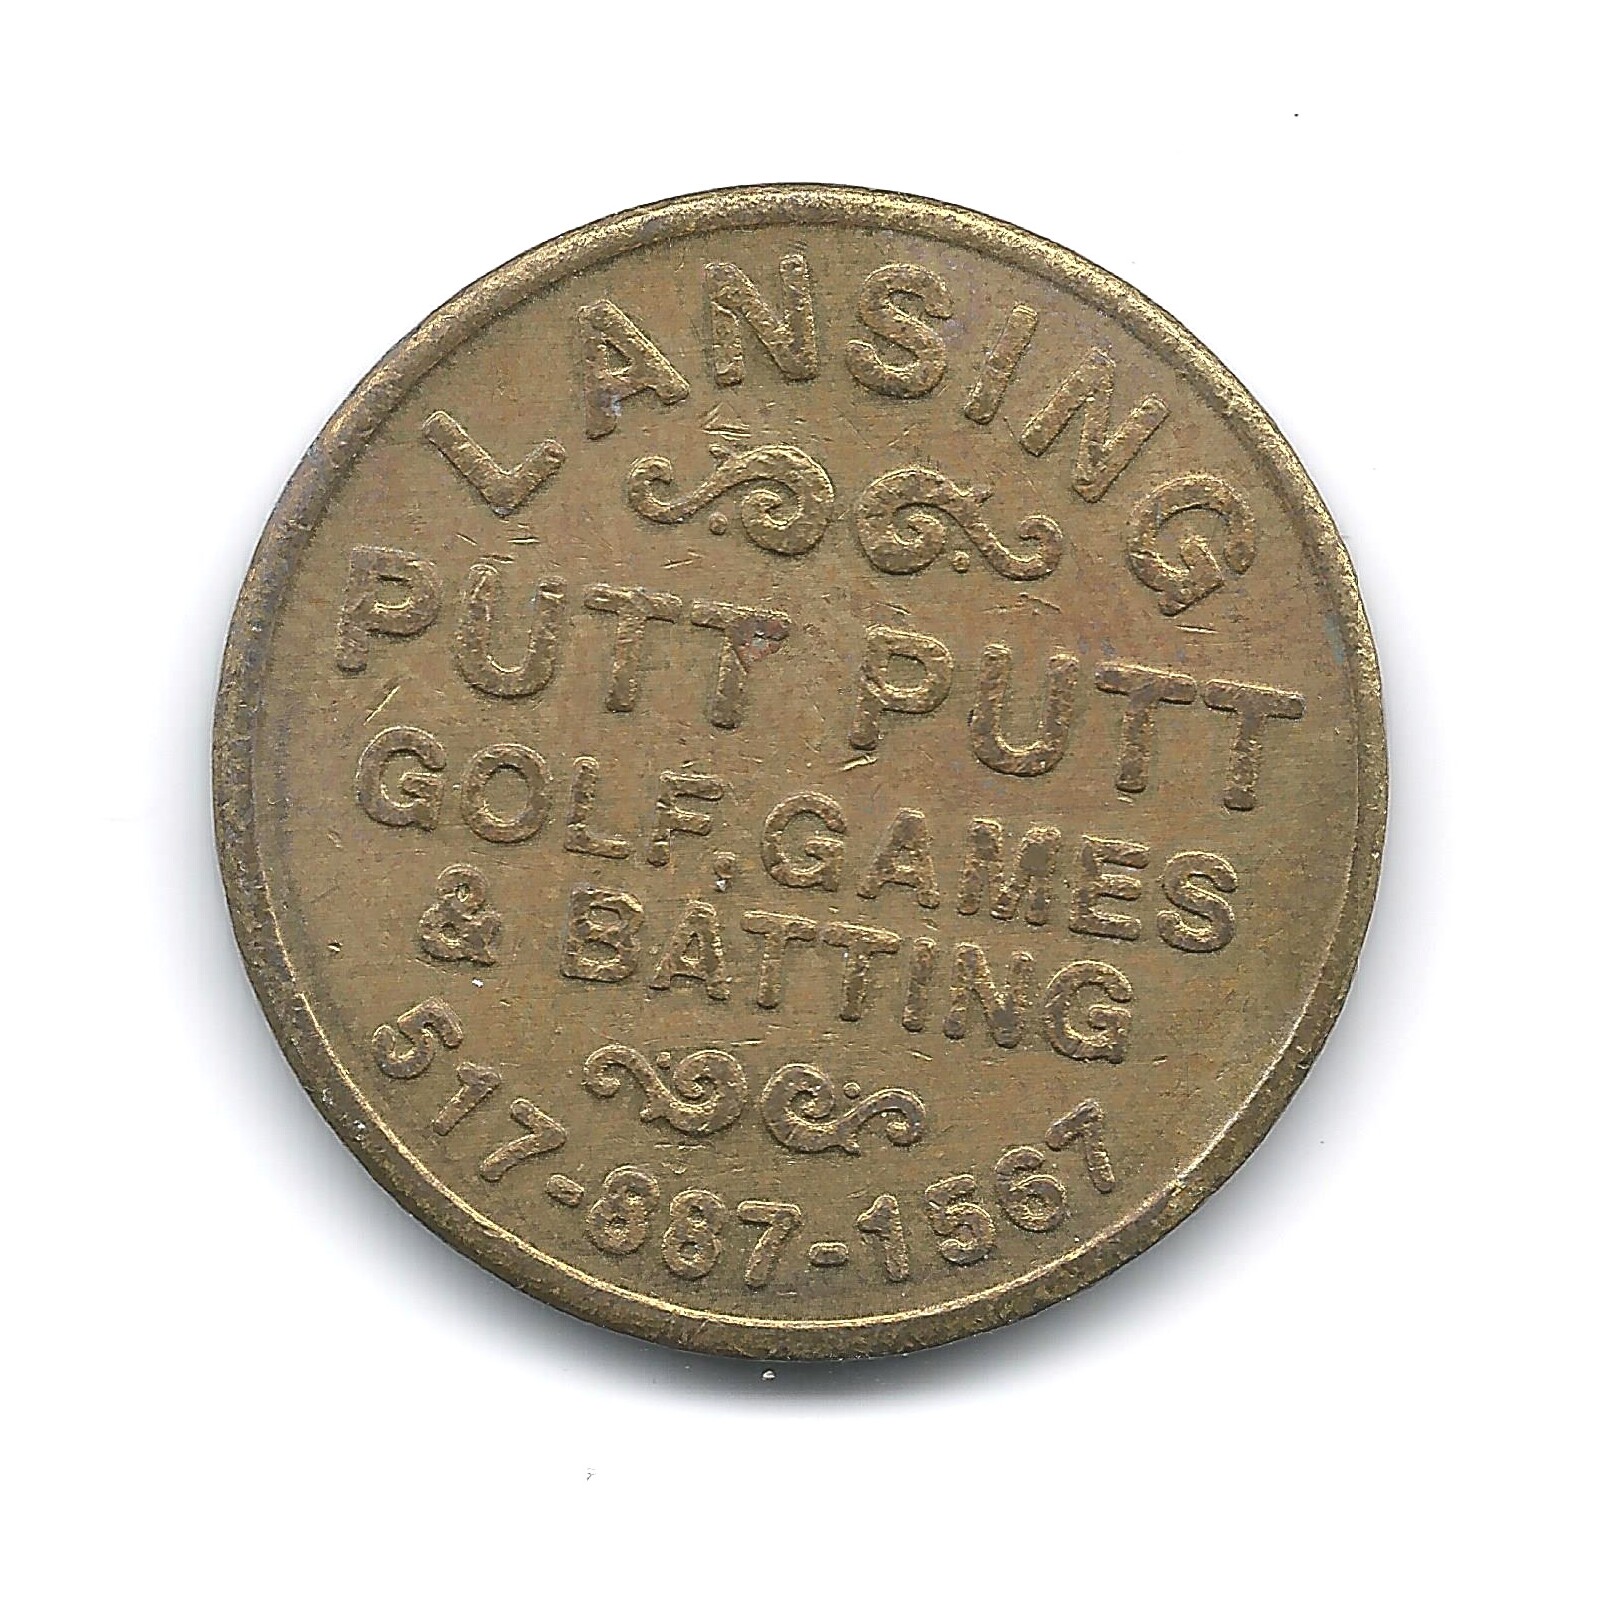 LANSING
PUTT PUTT
GOLF, GAMES
& BATTING
517-887-1567